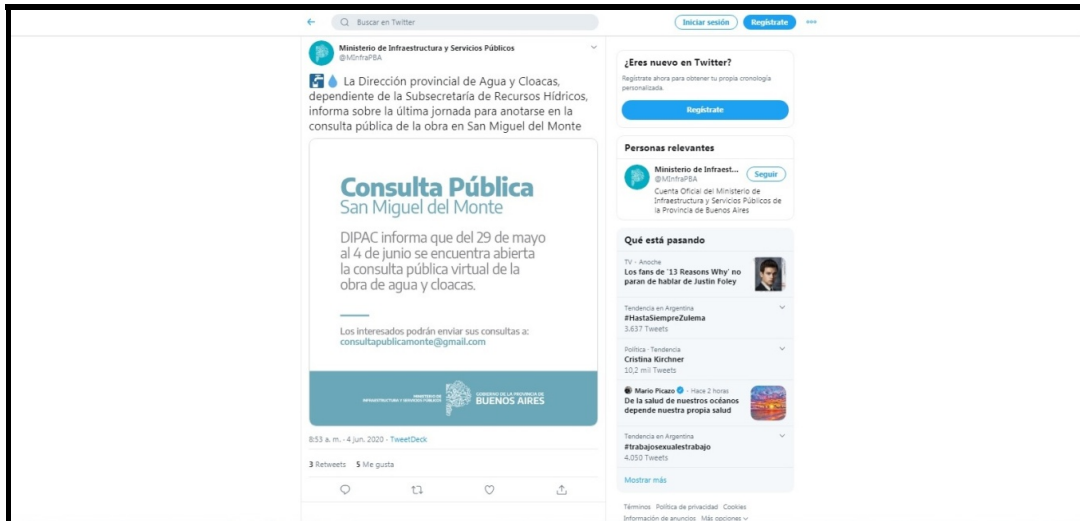 Buscar en Twitter
Iniciar sesión
Regístrate
Ministerio de Infraestructura y Servicios Públicos
@MInfraPBA
La Dirección provincial de Agua y Cloacas,
dependiente de la Subsecretaría de Recursos Hídricos,
informa sobre la última jornada para anotarse en la
consulta pública de la obra en San Miguel del Monte
Consulta Pública
San Miguel del Monte
DIPAC informa que del 29 de mayo
al 4 de junio se encuentra abierta
la consulta pública virtual de la
obra de agua y cloacas.
Los interesados podrán enviar sus consultas a:
consultapublicamonte@gmail.com
MINISTERIO DE
INFRAESTRUCTURA Y SERVICIOS PÚBLICOS
GOBIERNO DE LA PROVINCIA DE
BUENOS AIRES
8:53 a. m. · 4 jun. 2020 · TweetDeck
3 Retweets 5 Me gusta
¿Eres nuevo en Twitter?
Regístrate ahora para obtener tu propia cronología
personalizada.
Regístrate
Personas relevantes
Ministerio de Infraest...
@MInfraPBA
Seguir
Cuenta Oficial del Ministerio de
Infraestructura y Servicios Públicos de
la Provincia de Buenos Aires
Qué está pasando
TV · Anoche
Los fans de '13 Reasons Why' no
paran de hablar de Justin Foley
Tendencia en Argentina
#HastaSiempreZulema
3.637 Tweets
Política · Tendencia
Cristina Kirchner
10,2 mil Tweets
Mario Picazo · Hace 2 horas
De la salud de nuestros océanos
depende nuestra propia salud
Tendencia en Argentina
#trabajosexualestrabajo
4.050 Tweets
Mostrar más
Términos Política de privacidad Cookies
Información de anuncios Más opciones